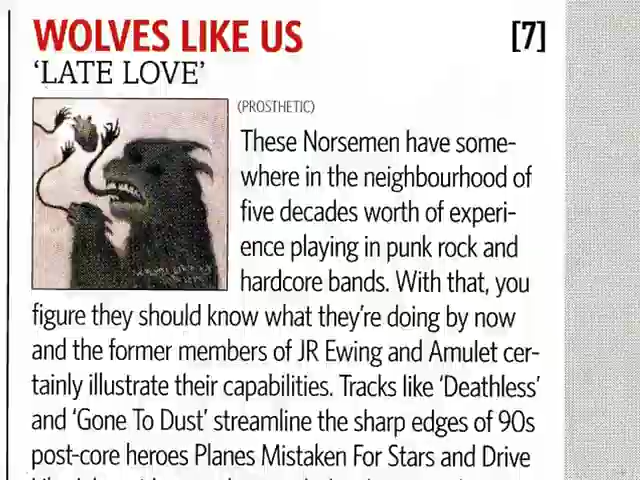 WOLVES LIKE US [7]
‘LATE LOVE’
(PROSTHETIC)
These Norsemen have some-
where in the neighbourhood of
five decades worth of experi-
ence playing in punk rock and
hardcore bands. With that, you
figure they should know what they’re doing by now
and the former members of JR Ewing and Amulet cer-
tainly illustrate their capabilities. Tracks like ‘Deathless’
and ‘Gone To Dust’ streamline the sharp edges of 90s
post-core heroes Planes Mistaken For Stars and Drive